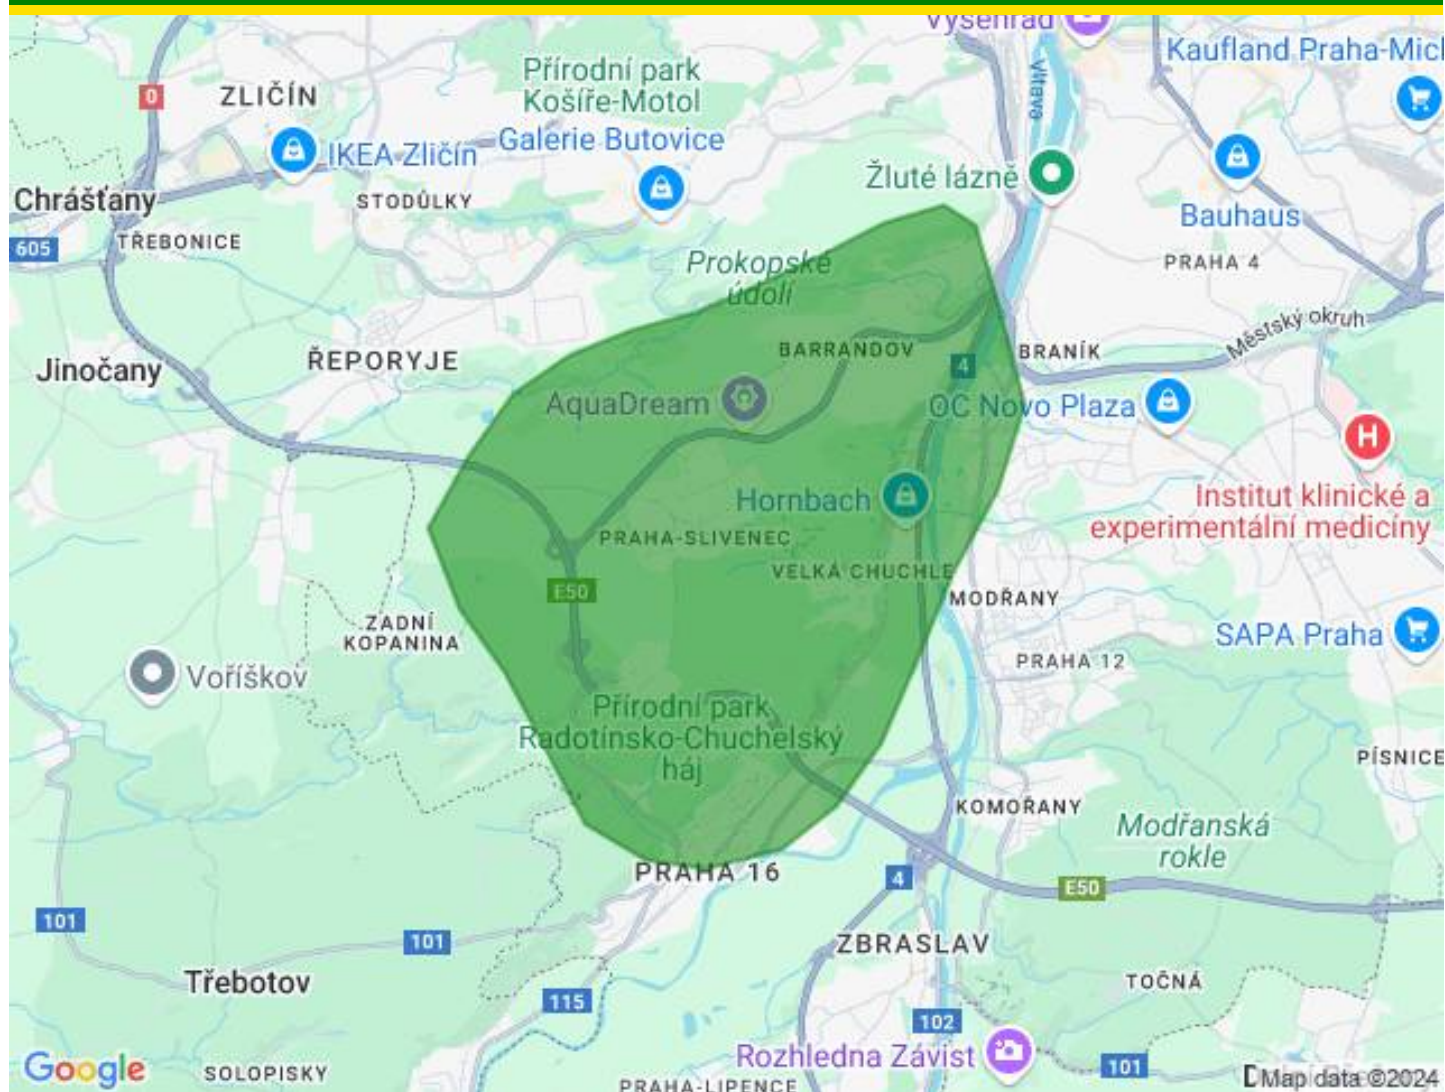 Vyšehrad
Kaufland Praha-Mich
Přírodní park
Košíře-Motol
Vltava
0
ZLIČÍN
IKEA Zličín
Galerie Butovice
Žluté lázně
Chrášťany
STODŮLKY
Bauhaus
605
TŘEBONICE
PRAHA 4
Prokopské
údolí
Městský okruh
Jinočany
ŘEPORYJE
BARRANDOV
BRANÍK
4
AquaDream
OC Novo Plaza
H
Hornbach
Institut klinické a
experimentální medicíny
PRAHA-SLIVENEC
VELKÁ CHUCHLE
E50
MODŘANY
ZADNÍ
KOPANINA
SAPA Praha
PRAHA 12
Voříškov
Přírodní park
Radotínsko-Chuchelský
háj
PÍSNICE
KOMOŘANY
Modřanská
rokle
PRAHA 16
4
E50
101
101
ZBRASLAV
Třebotov
TOČNÁ
115
102
Rozhledna Závist
101
Google
SOLOPISKY
PRAHA-LIPENCE
Map data ©2024